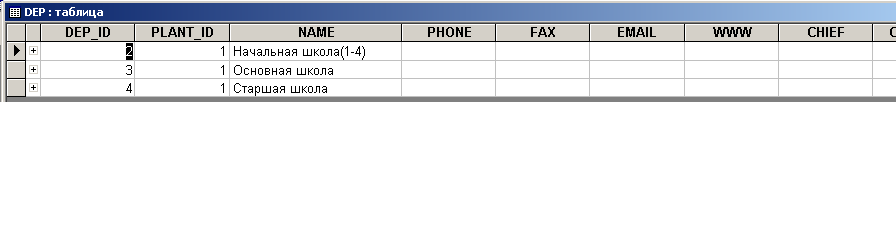 DEP : таблица
DEP_ID PLANT_ID NAME PHONE FAX EMAIL WWW CHIEF
2 1 Начальная школа(1-4)
3 1 Основная школа
4 1 Старшая школа